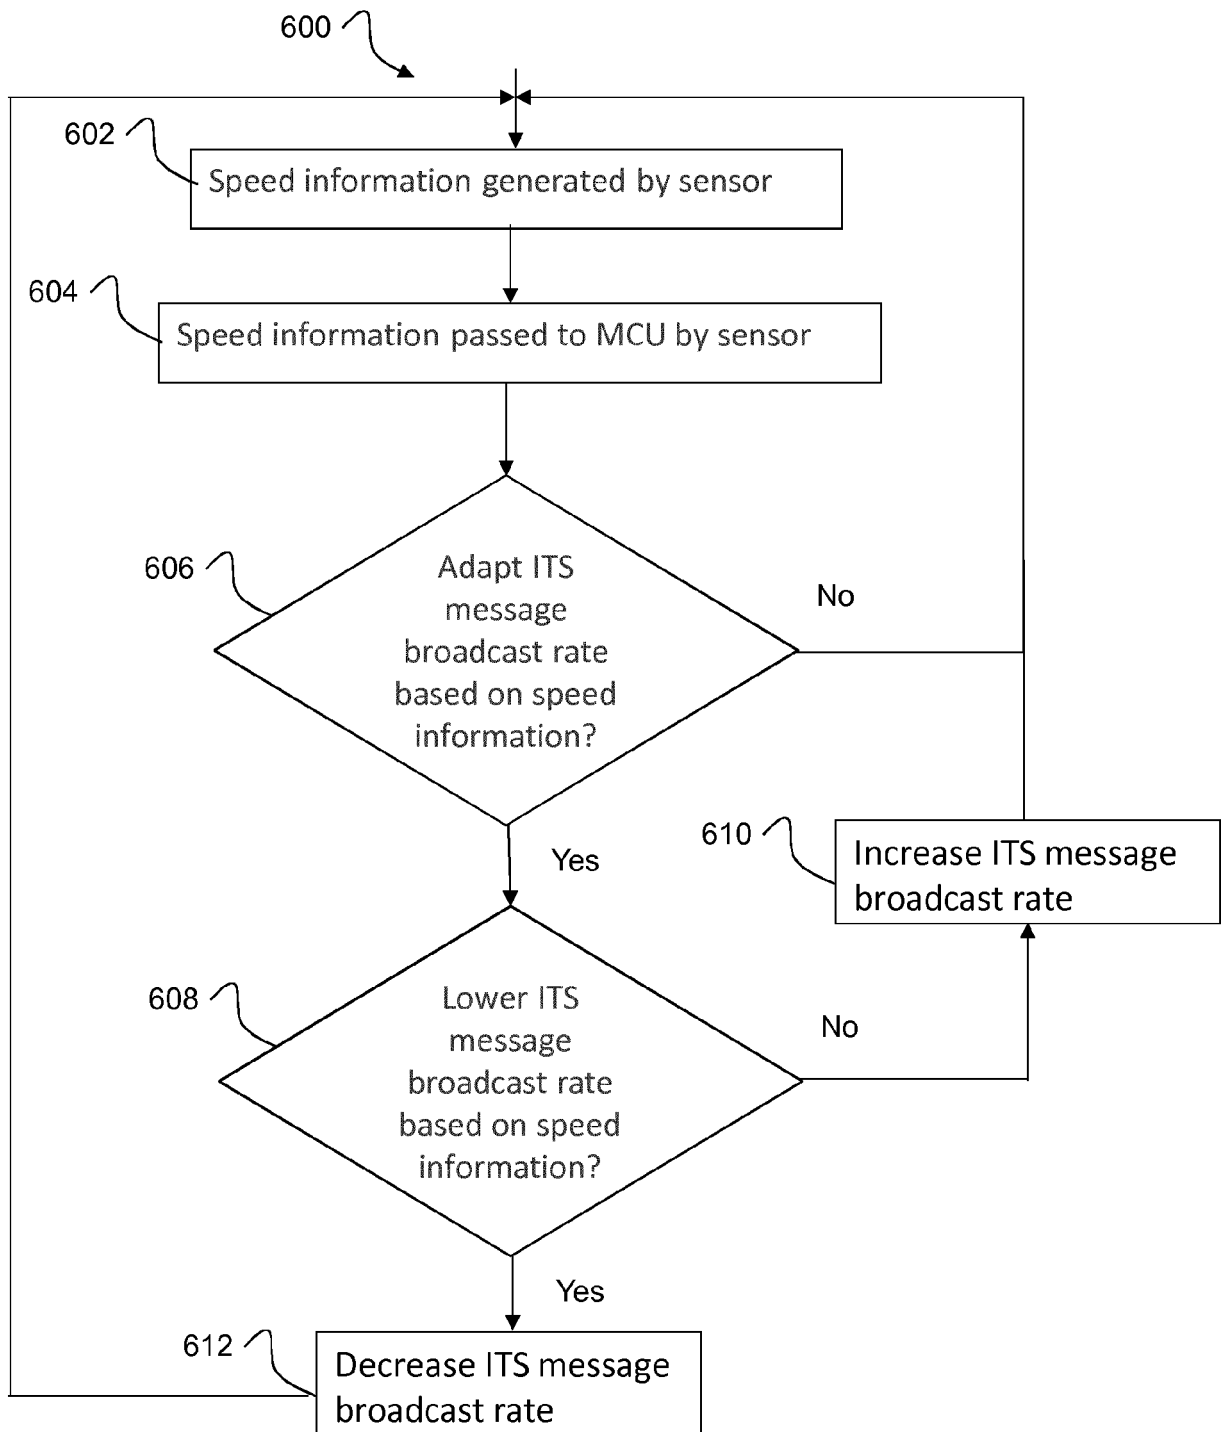 600
602
Speed information generated by sensor
604
Speed information passed to MCU by sensor
606
Adapt ITS
message
broadcast rate
based on speed
information?
No
Yes
610
Increase ITS message
broadcast rate
608
Lower ITS
message
broadcast rate
based on speed
information?
No
Yes
612
Decrease ITS message
broadcast rate